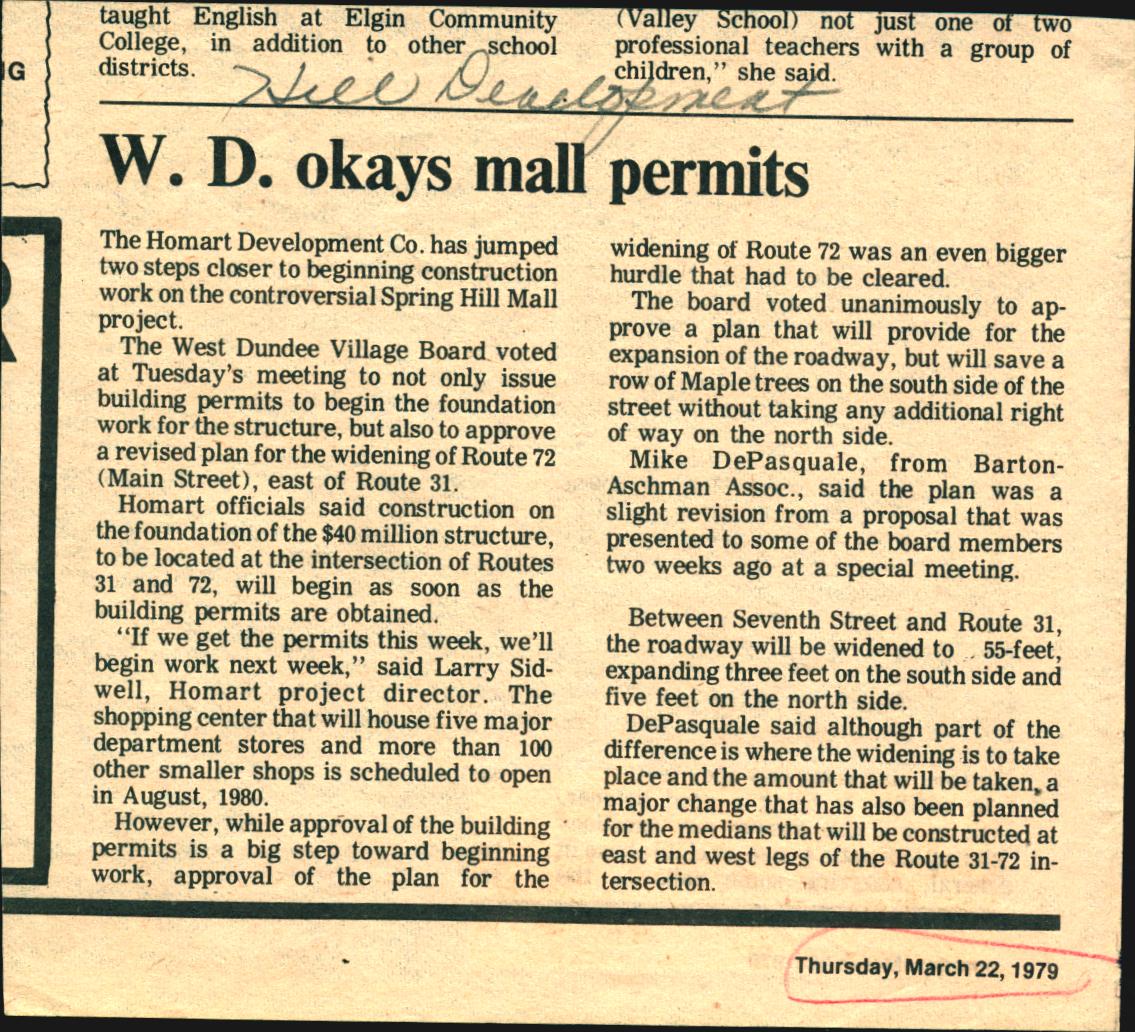 taught English at Elgin Community
College, in addition to other school
districts.
(Valley School) not just one of two
professional teachers with a group of
children," she said.
NG
Hill Development
W. D. okays mall permits
The Homart Development Co. has jumped
two steps closer to beginning construction
work on the controversial Spring Hill Mall
project.
The West Dundee Village Board voted
at Tuesday's meeting to not only issue
building permits to begin the foundation
work for the structure, but also to approve
a revised plan for the widening of Route 72
(Main Street), east of Route 31.
Homart officials said construction on
the foundation of the $40 million structure,
to be located at the intersection of Routes
31 and 72, will begin as soon as the
building permits are obtained.
"If we get the permits this week, we'll
begin work next week," said Larry Sid-
well, Homart project director. The
shopping center that will house five major
department stores and more than 100
other smaller shops is scheduled to open
in August, 1980.
However, while approval of the building
permits is a big step toward beginning
work, approval of the plan for the
widening of Route 72 was an even bigger
hurdle that had to be cleared.
The board voted unanimously to ap-
prove a plan that will provide for the
expansion of the roadway, but will save a
row of Maple trees on the south side of the
street without taking any additional right
of way on the north side.
Mike DePasquale, from Barton-
Aschman Assoc., said the plan was a
slight revision from a proposal that was
presented to some of the board members
two weeks ago at a special meeting.
Between Seventh Street and Route 31,
the roadway will be widened to 55-feet,
expanding three feet on the south side and
five feet on the north side.
DePasquale said although part of the
difference is where the widening is to take
place and the amount that will be taken, a
major change that has also been planned
for the medians that will be constructed at
east and west legs of the Route 31-72 in-
tersection.
Thursday, March 22, 1979